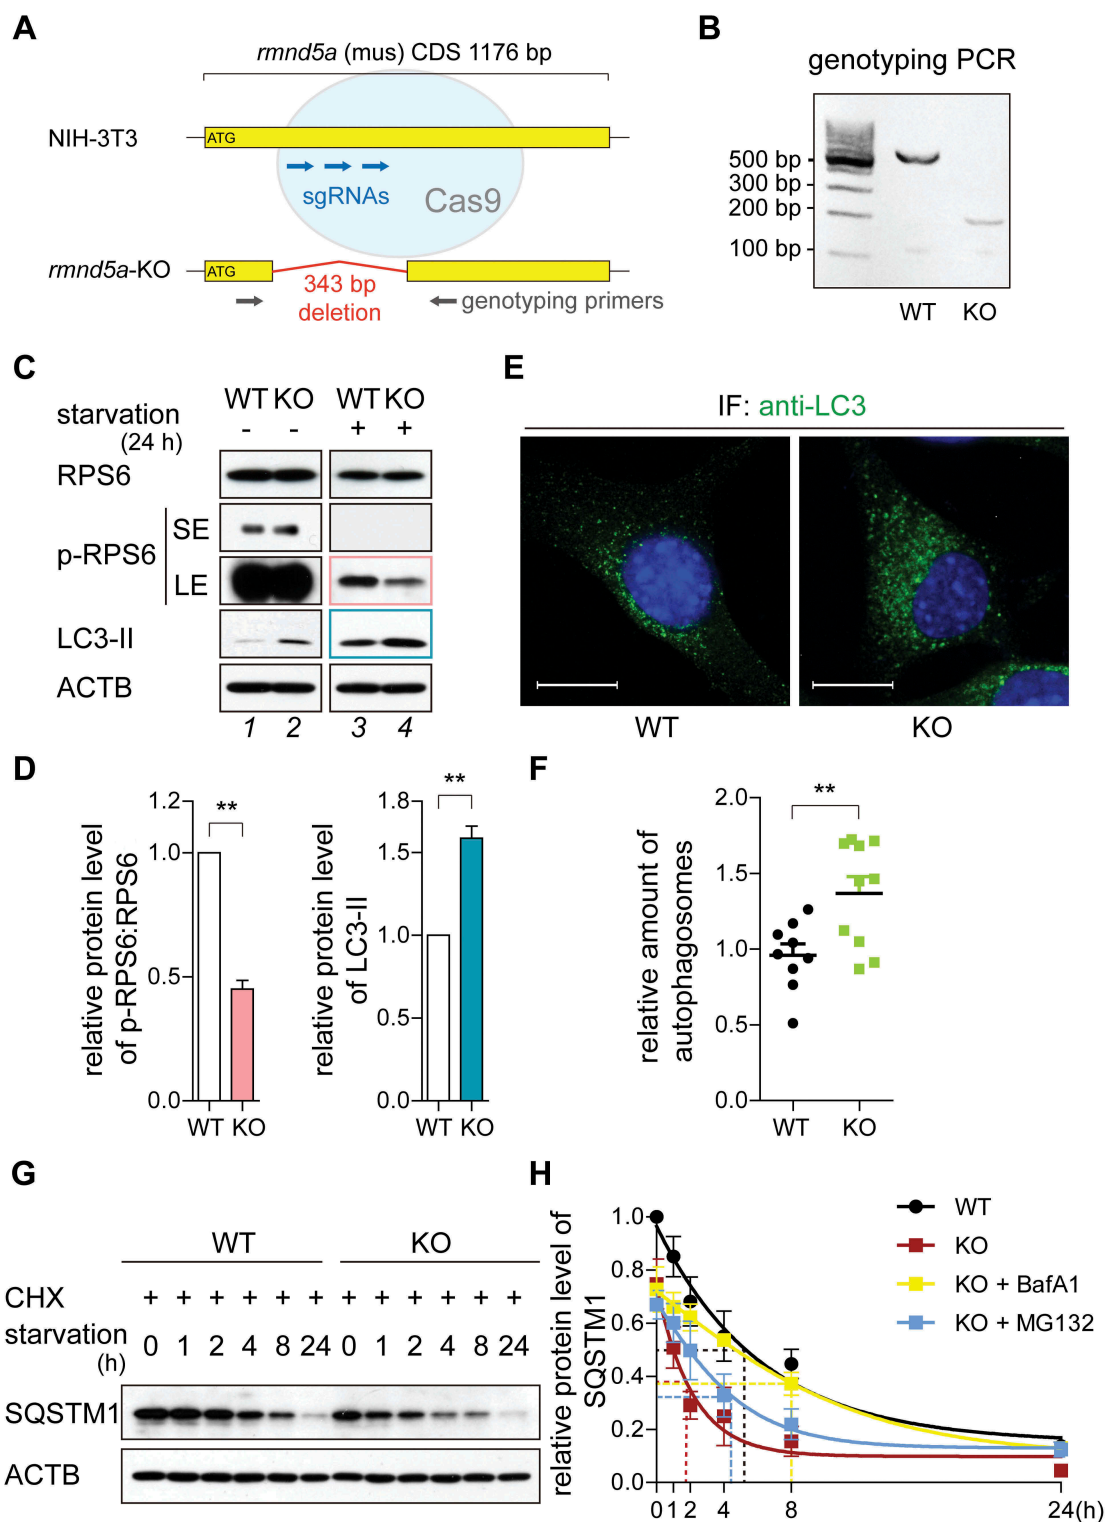 A
rmnd5a (mus) CDS 1176 bp
NIH-3T3
ATG
sgRNAs
Cas9
rmnd5a-KO
ATG
343 bp
deletion
genotyping primers
B
genotyping PCR
500 bp
300 bp
200 bp
100 bp
WT KO
C
WT KO WT KO
starvation
(24 h)
- - + +
RPS6
p-RPS6
SE
LE
LC3-II
ACTB
1 2 3 4
E
IF: anti-LC3
WT KO
D
relative protein level
of p-RPS6:RPS6
1.2
1.0
0.5
0.0
**
WT KO
relative protein level
of LC3-II
1.8
1.5
1.0
0.5
0.0
**
WT KO
F
relative amount of
autophagosomes
2.0
1.5
1.0
0.5
0.0
**
WT KO
G
WT KO
CHX + + + + + + + + + + + +
starvation
(h)
0 1 2 4 8 24 0 1 2 4 8 24
SQSTM1
ACTB
H
relative protein level of
SQSTM1
1.0
0.8
0.6
0.4
0.2
0.0
0 1 2 4 8 24 (h)
WT
KO
KO + BafA1
KO + MG132